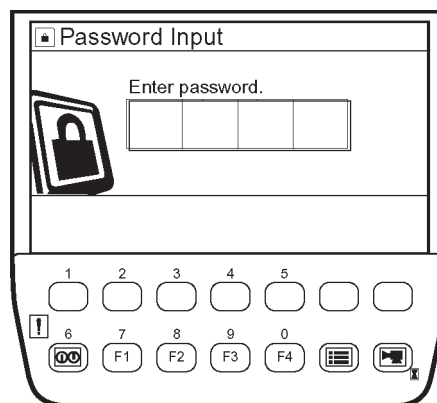 Password Input
Enter password.
1 2 3 4 5
!
6 7 8 9 0
F1 F2 F3 F4